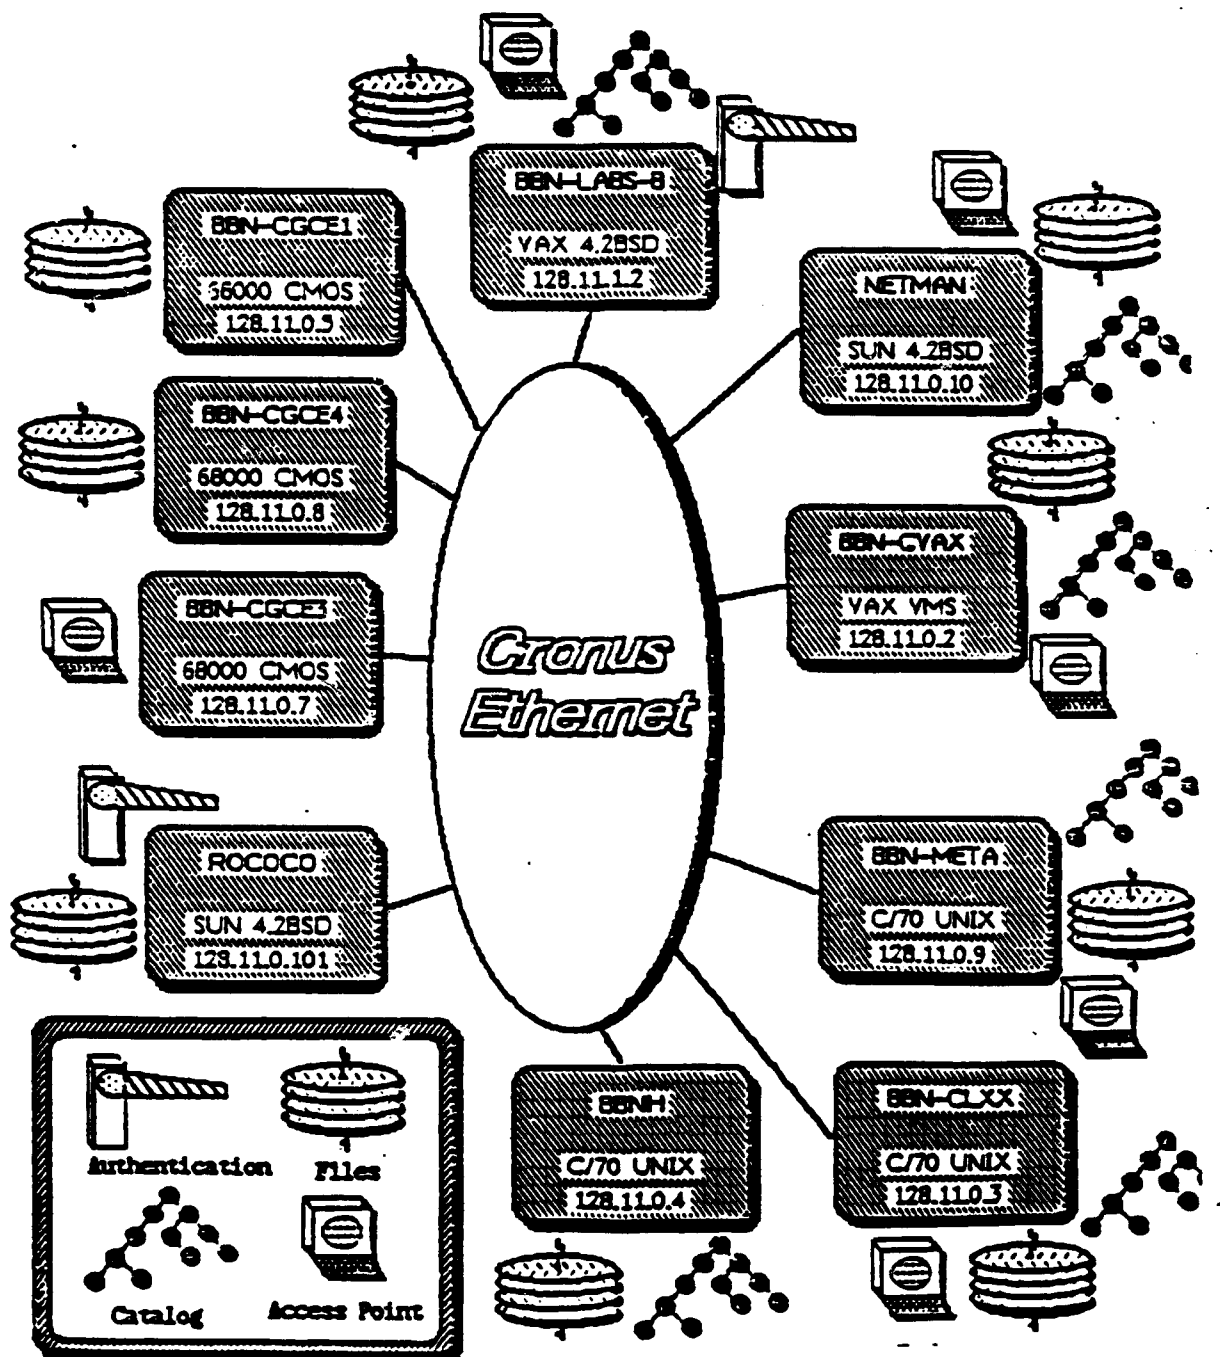 BBN-LABS-B
VAX 4.2BSD
128.11.1.2
BBN-CGCE1
68000 CMOS
128.11.0.5
NETMAN
SUN 4.2BSD
128.11.0.10
BBN-CGCE4
68000 CMOS
128.11.0.8
BBN-CVAX
VAX VMS
128.11.0.2
BBN-CGCE3
68000 CMOS
128.11.0.7
Cronus
Ethernet
ROCOCO
SUN 4.2BSD
128.11.0.101
BBN-META
C/70 UNIX
128.11.0.9
BBNH
C/70 UNIX
128.11.0.4
BBN-CLXX
C/70 UNIX
128.11.0.3
Authentication
Files
Catalog
Access Point